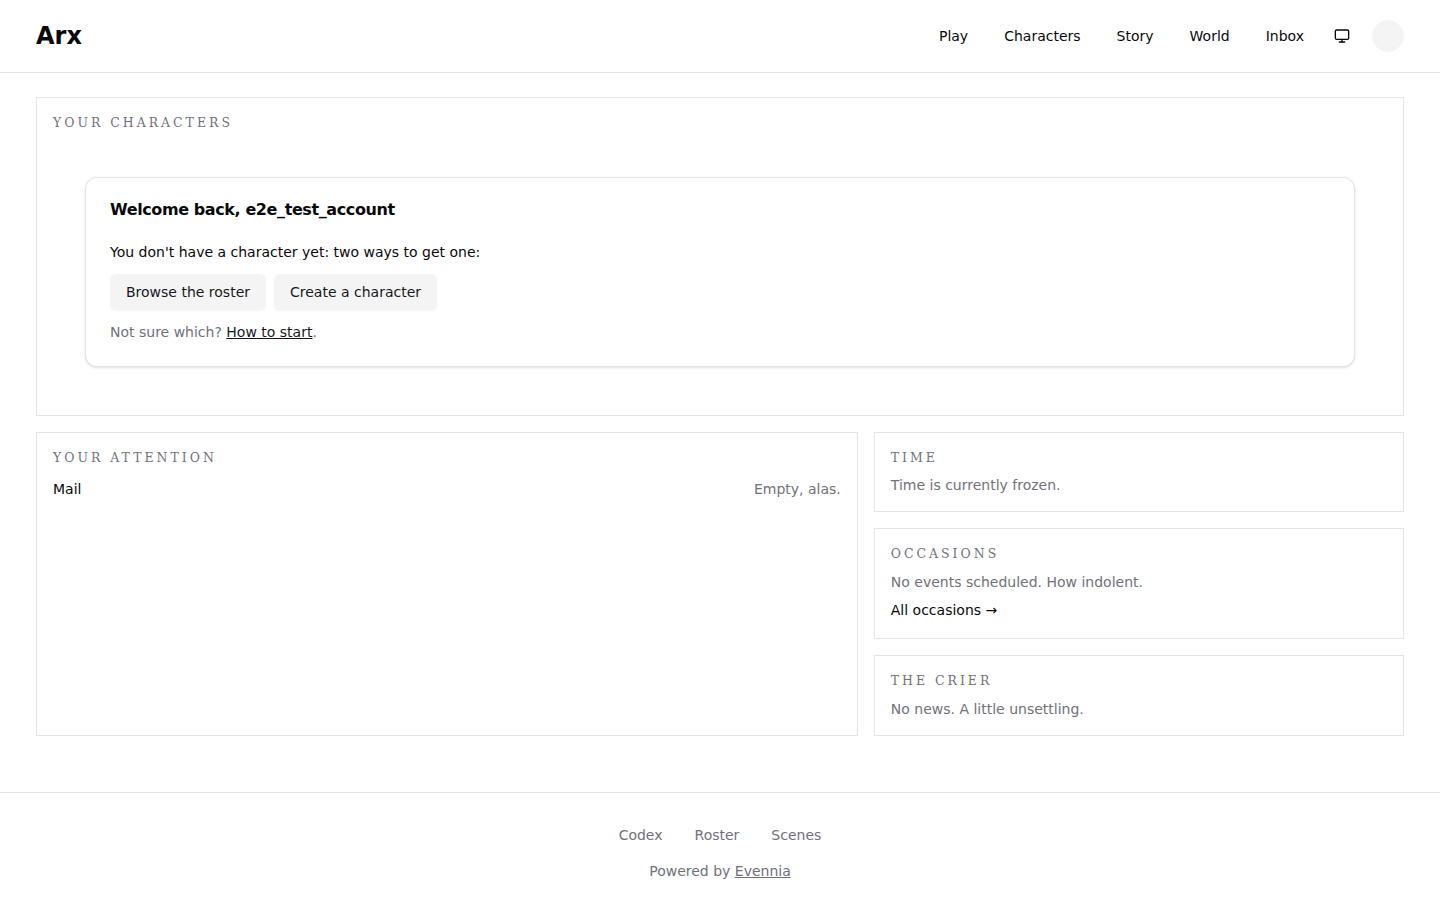 Arx
Play
Characters
Story
World
Inbox
YOUR CHARACTERS
Welcome back, e2e_test_account
You don't have a character yet: two ways to get one:
Browse the roster
Create a character
Not sure which? How to start.
YOUR ATTENTION
Mail
Empty, alas.
TIME
Time is currently frozen.
OCCASIONS
No events scheduled. How indolent.
All occasions →
THE CRIER
No news. A little unsettling.
Codex
Roster
Scenes
Powered by Evennia